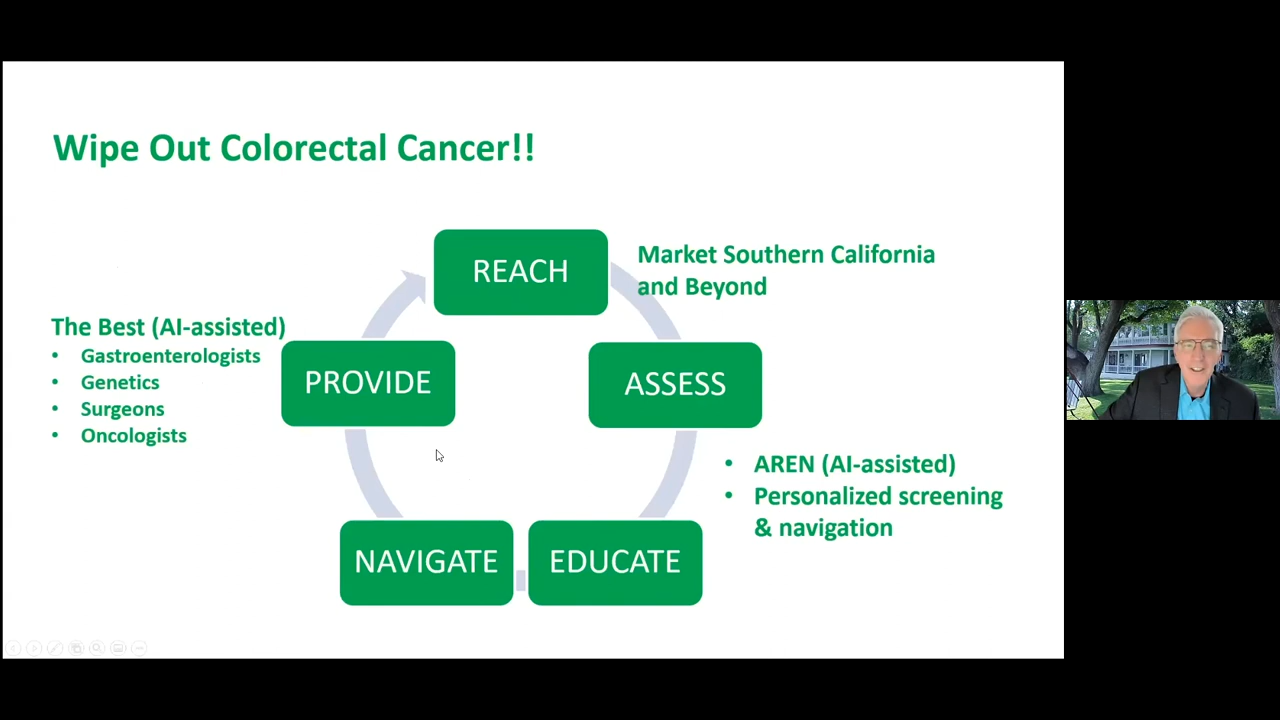 Wipe Out Colorectal Cancer!!
REACH
Market Southern California
and Beyond
The Best (AI-assisted)
• Gastroenterologists
• Genetics
• Surgeons
• Oncologists
PROVIDE
ASSESS
• AREN (AI-assisted)
• Personalized screening
& navigation
NAVIGATE
EDUCATE